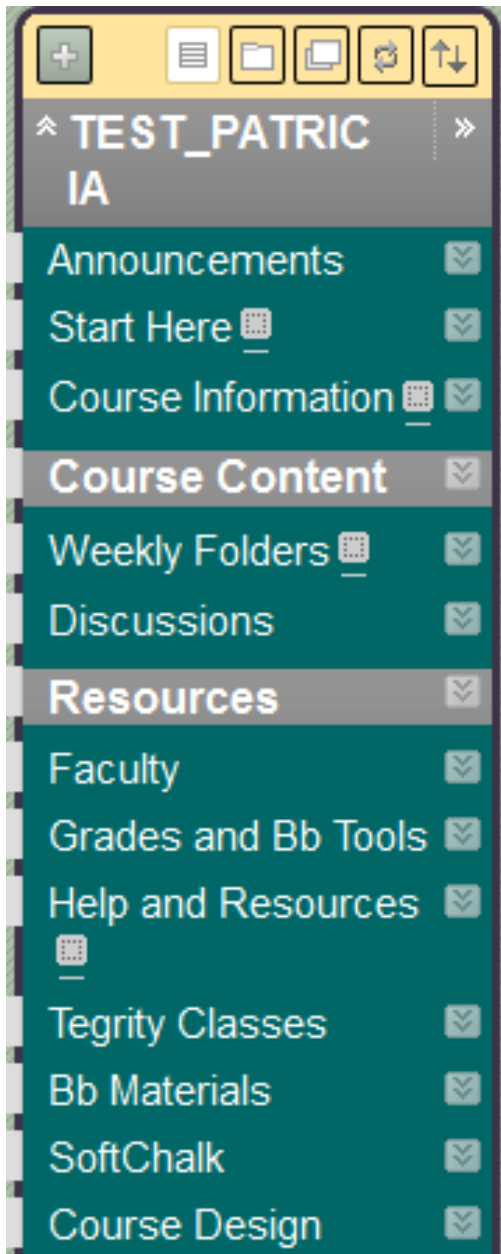 TEST_PATRIC
IA
Announcements
Start Here
Course Information
Course Content
Weekly Folders
Discussions
Resources
Faculty
Grades and Bb Tools
Help and Resources
Tegrity Classes
Bb Materials
SoftChalk
Course Design